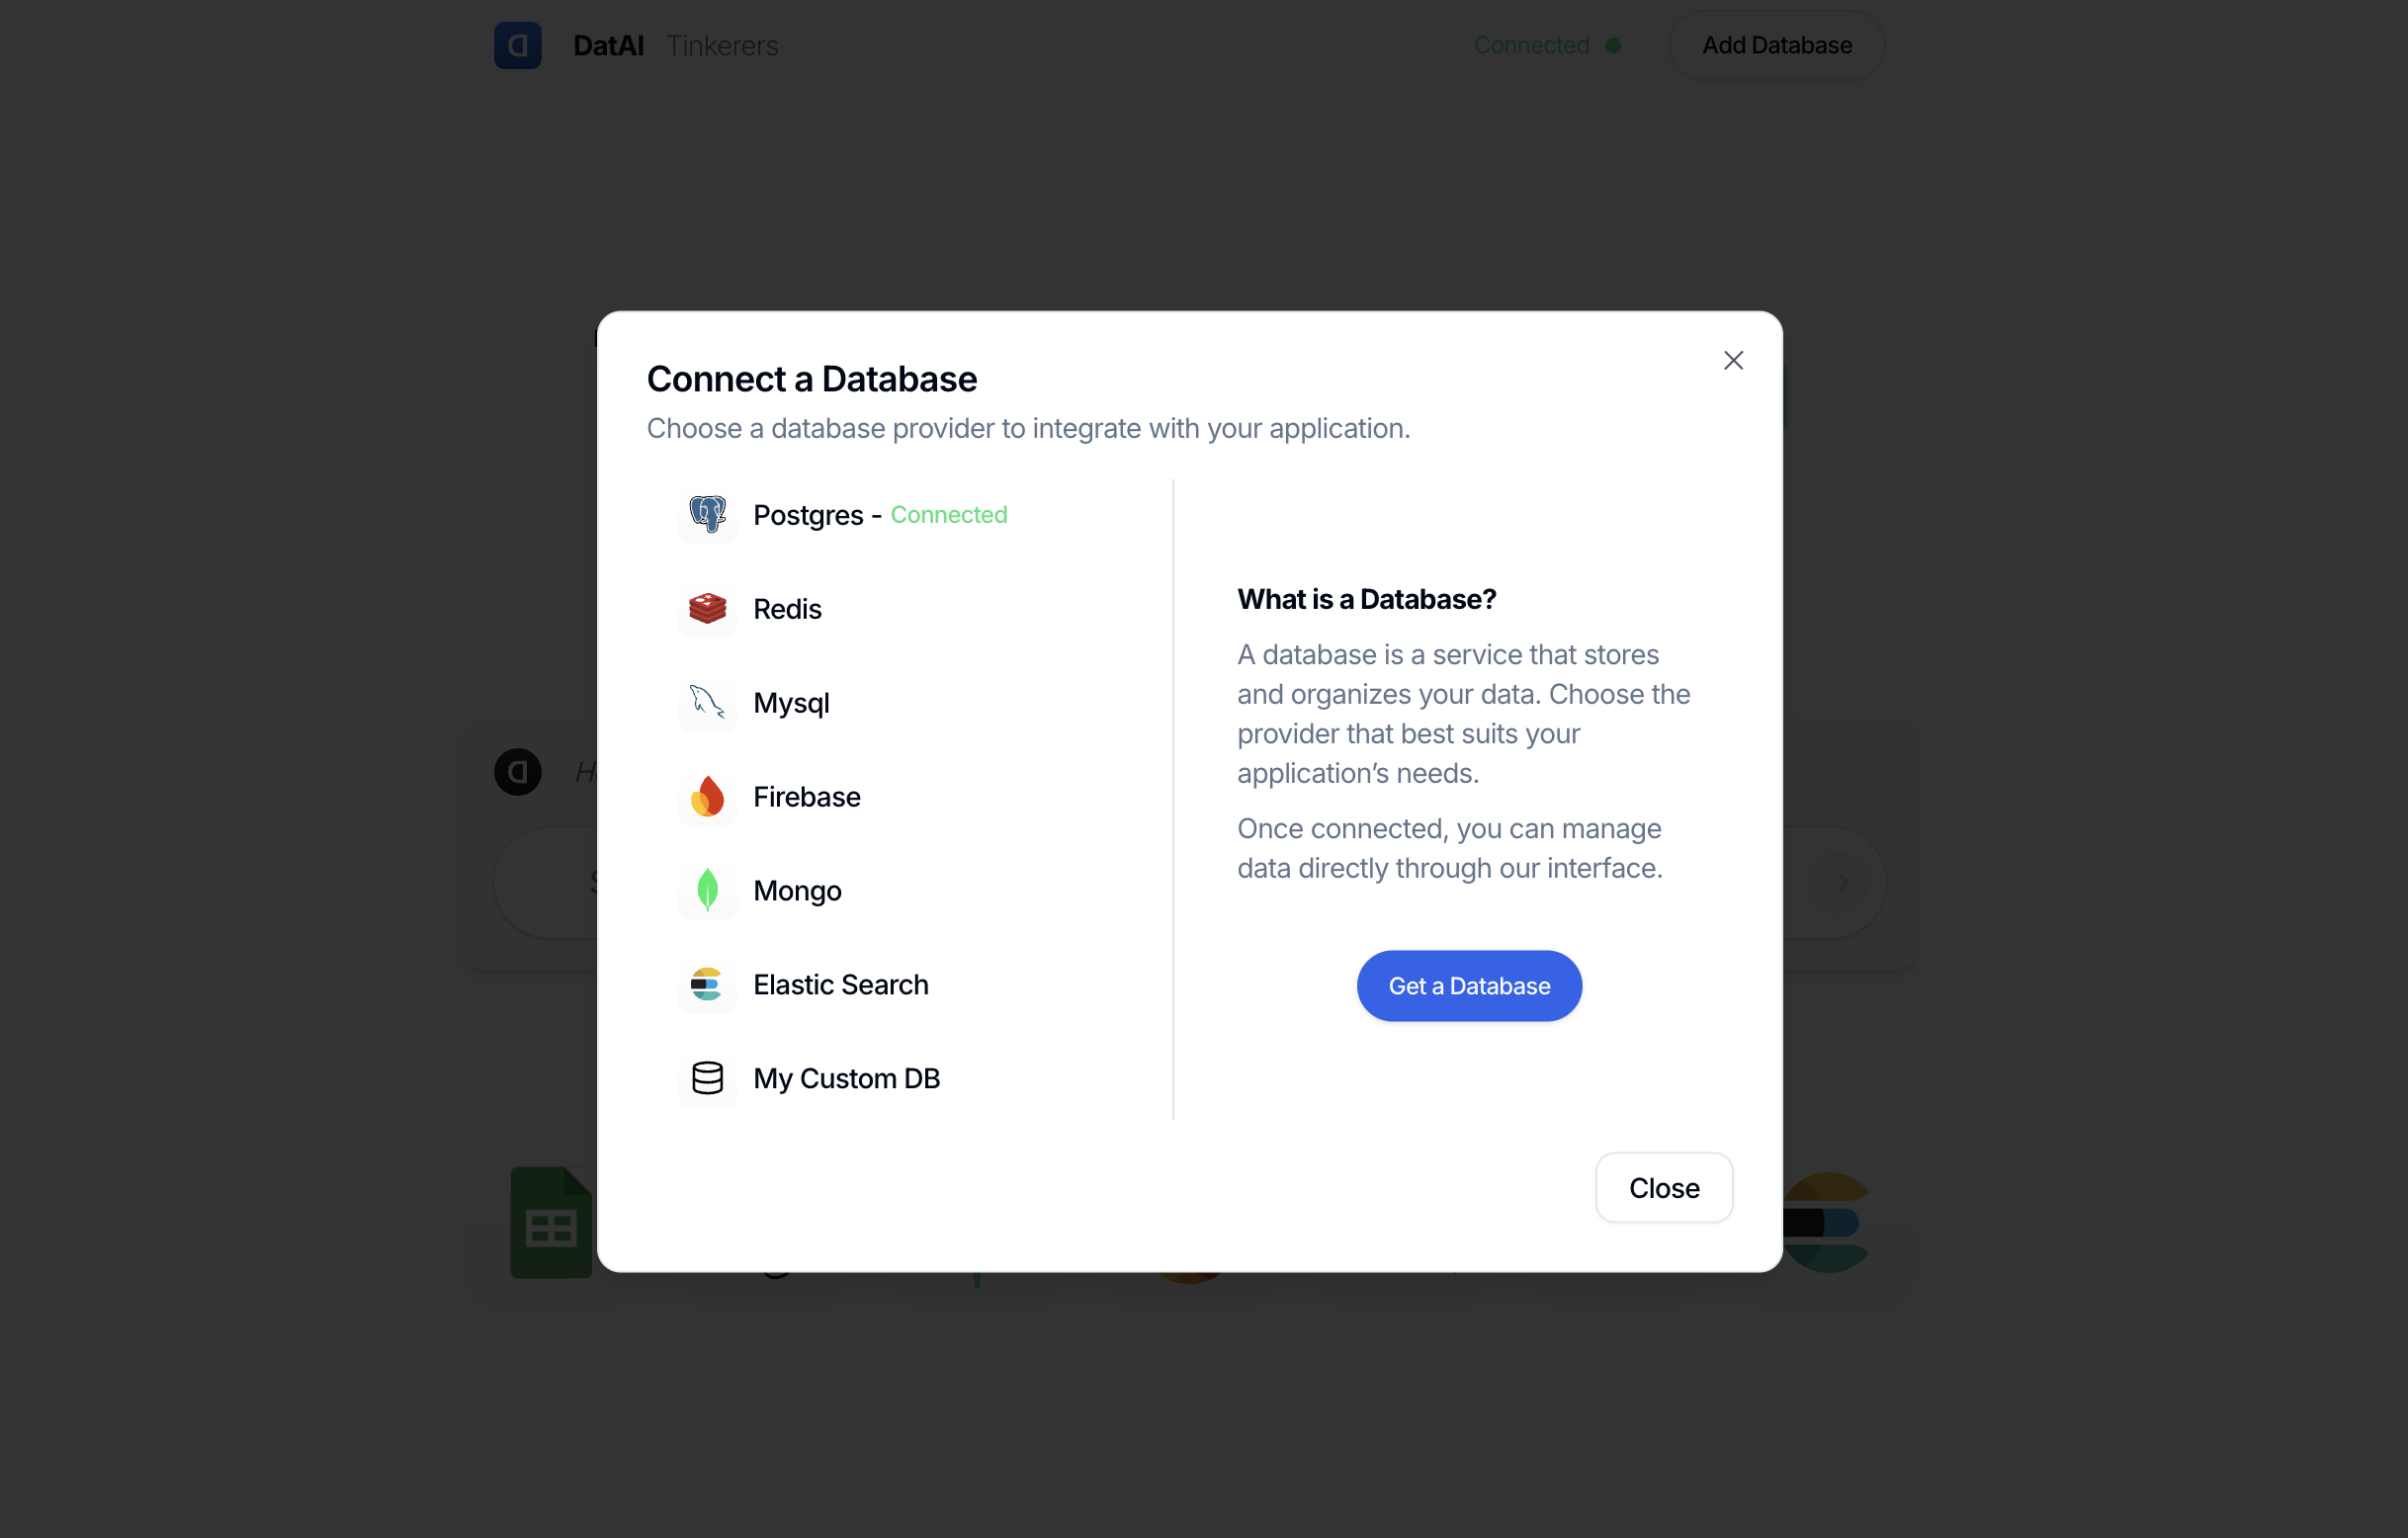 DatAI Tinkerers
Connected
Add Database
Connect a Database
Choose a database provider to integrate with your application.
Postgres - Connected
Redis
Mysql
Firebase
Mongo
Elastic Search
My Custom DB
What is a Database?
A database is a service that stores
and organizes your data. Choose the
provider that best suits your
application’s needs.
Once connected, you can manage
data directly through our interface.
Get a Database
Close